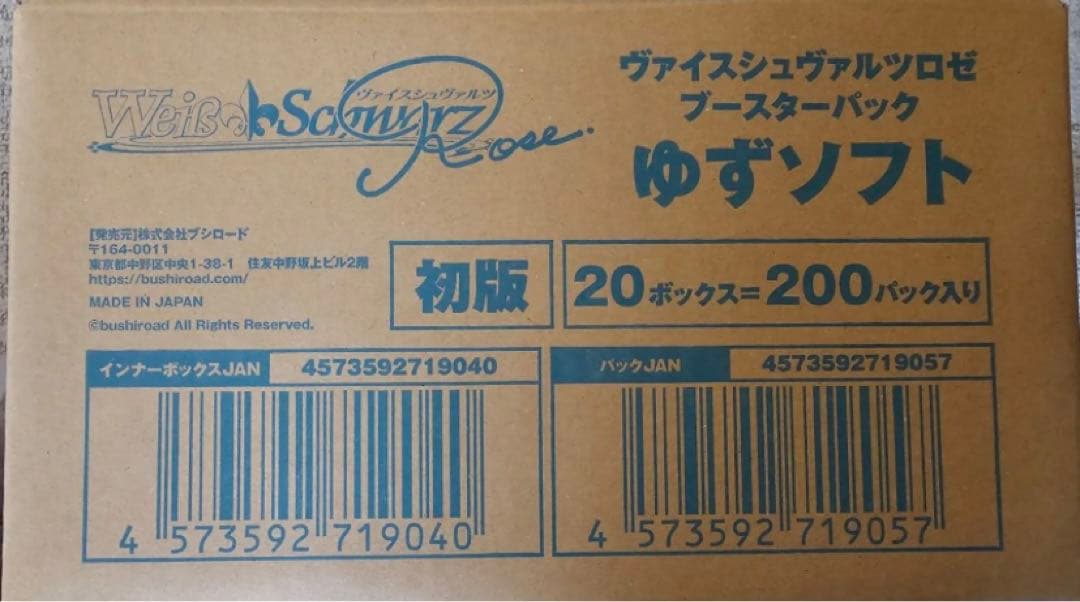 Weiß Schwarz
ヴァイスシュヴァルツ
Rose.
ヴァイスシュヴァルツロゼ
ブースターパック
ゆずソフト
[発売元]株式会社ブシロード
〒164-0011
東京都中野区中央1-38-1 住友中野坂上ビル2階
https://bushiroad.com/
MADE IN JAPAN
©bushiroad All Rights Reserved.
初版
20ボックス=200パック入り
インナーボックスJAN 4573592719040
4 573592 719040
パックJAN 4573592719057
4 573592 719057